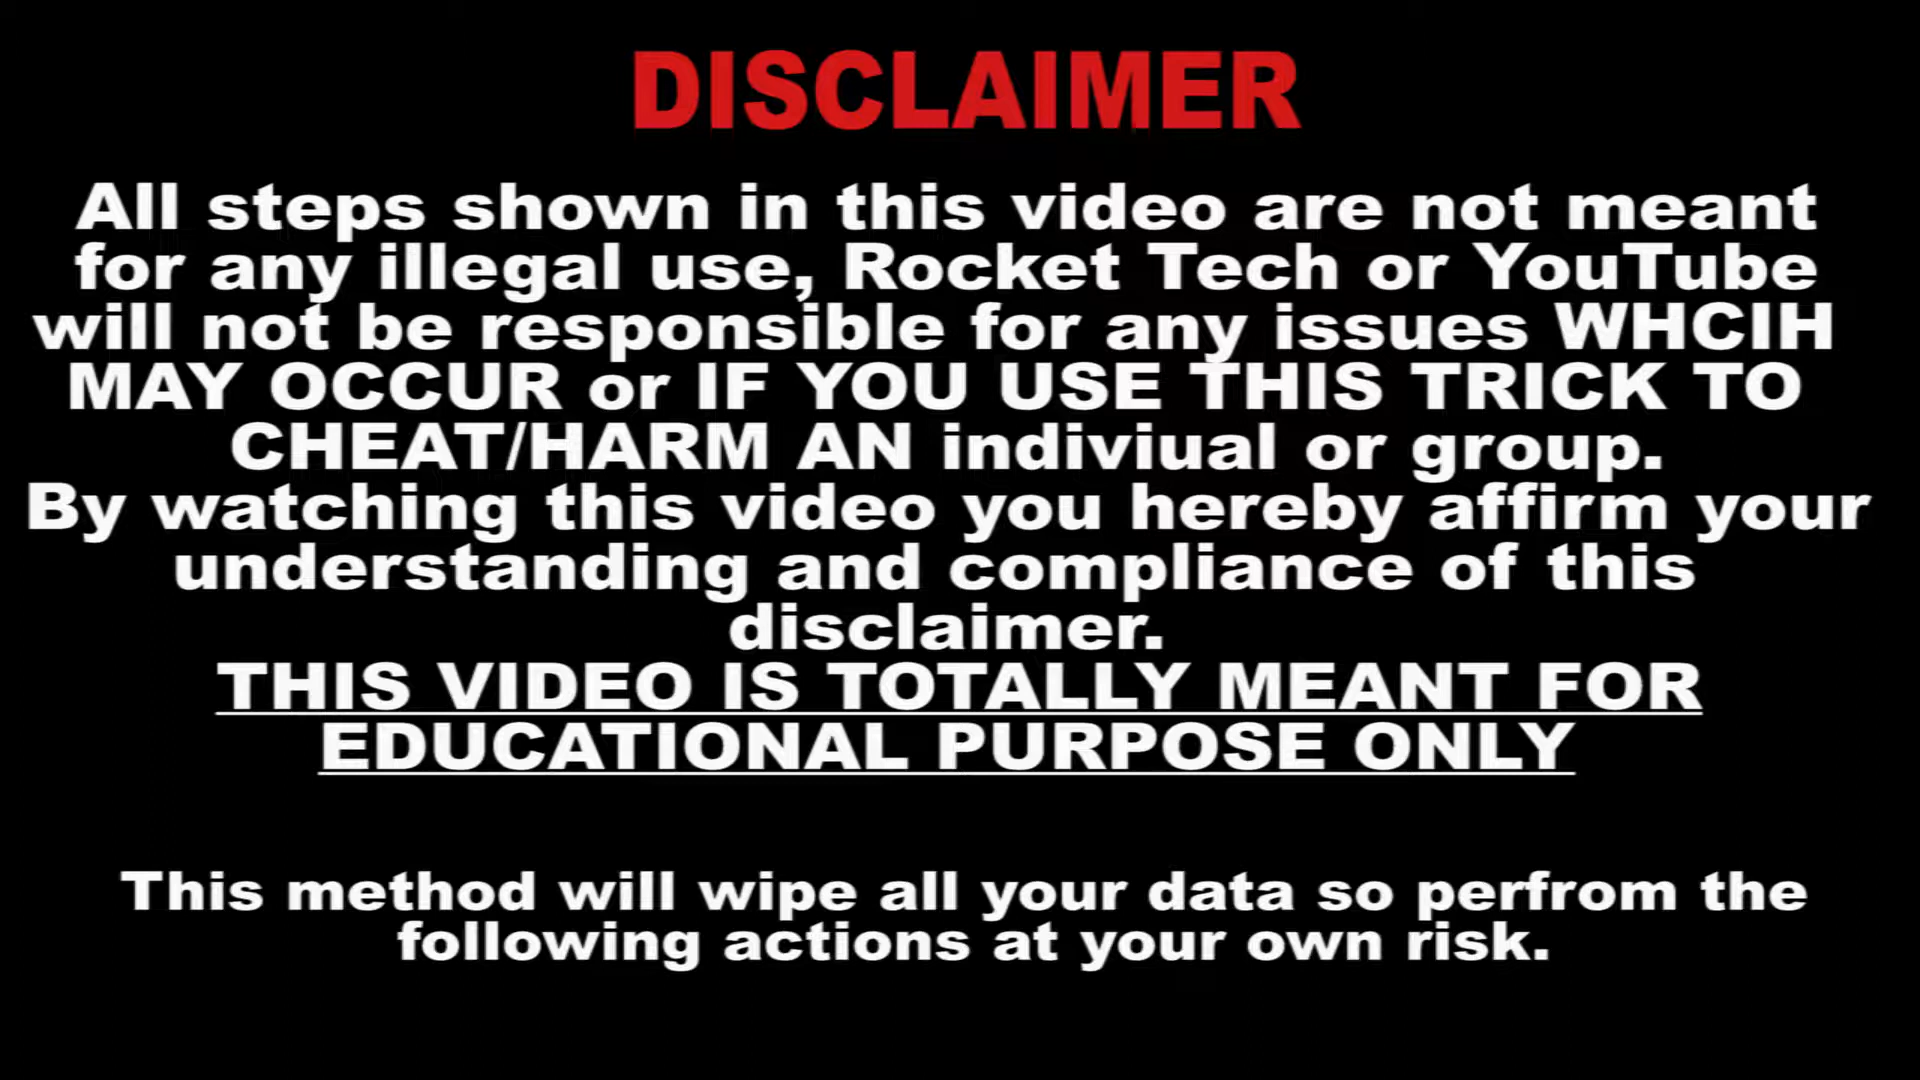 DISCLAIMER
All steps shown in this video are not meant
for any illegal use, Rocket Tech or YouTube
will not be responsible for any issues WHCIH
MAY OCCUR or IF YOU USE THIS TRICK TO
CHEAT/HARM AN indiviual or group.
By watching this video you hereby affirm your
understanding and compliance of this
disclaimer.
THIS VIDEO IS TOTALLY MEANT FOR
EDUCATIONAL PURPOSE ONLY
This method will wipe all your data so perfrom the
following actions at your own risk.